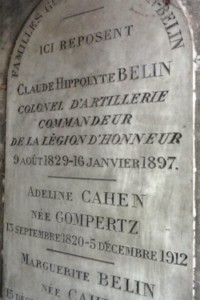 FAMILLES
BELIN
ICI REPOSENT
CLAUDE HIPPOLYTE BELIN
COLONEL D'ARTILLERIE
COMMANDEUR
DE LA LÉGION D'HONNEUR
9 AOÛT 1829-16 JANVIER 1897.
ADELINE CAHEN
NÉE GOMPERTZ
SEPTEMBRE 1820-5 DÉCEMBRE 1912
MARGUERITE BELIN
NÉE